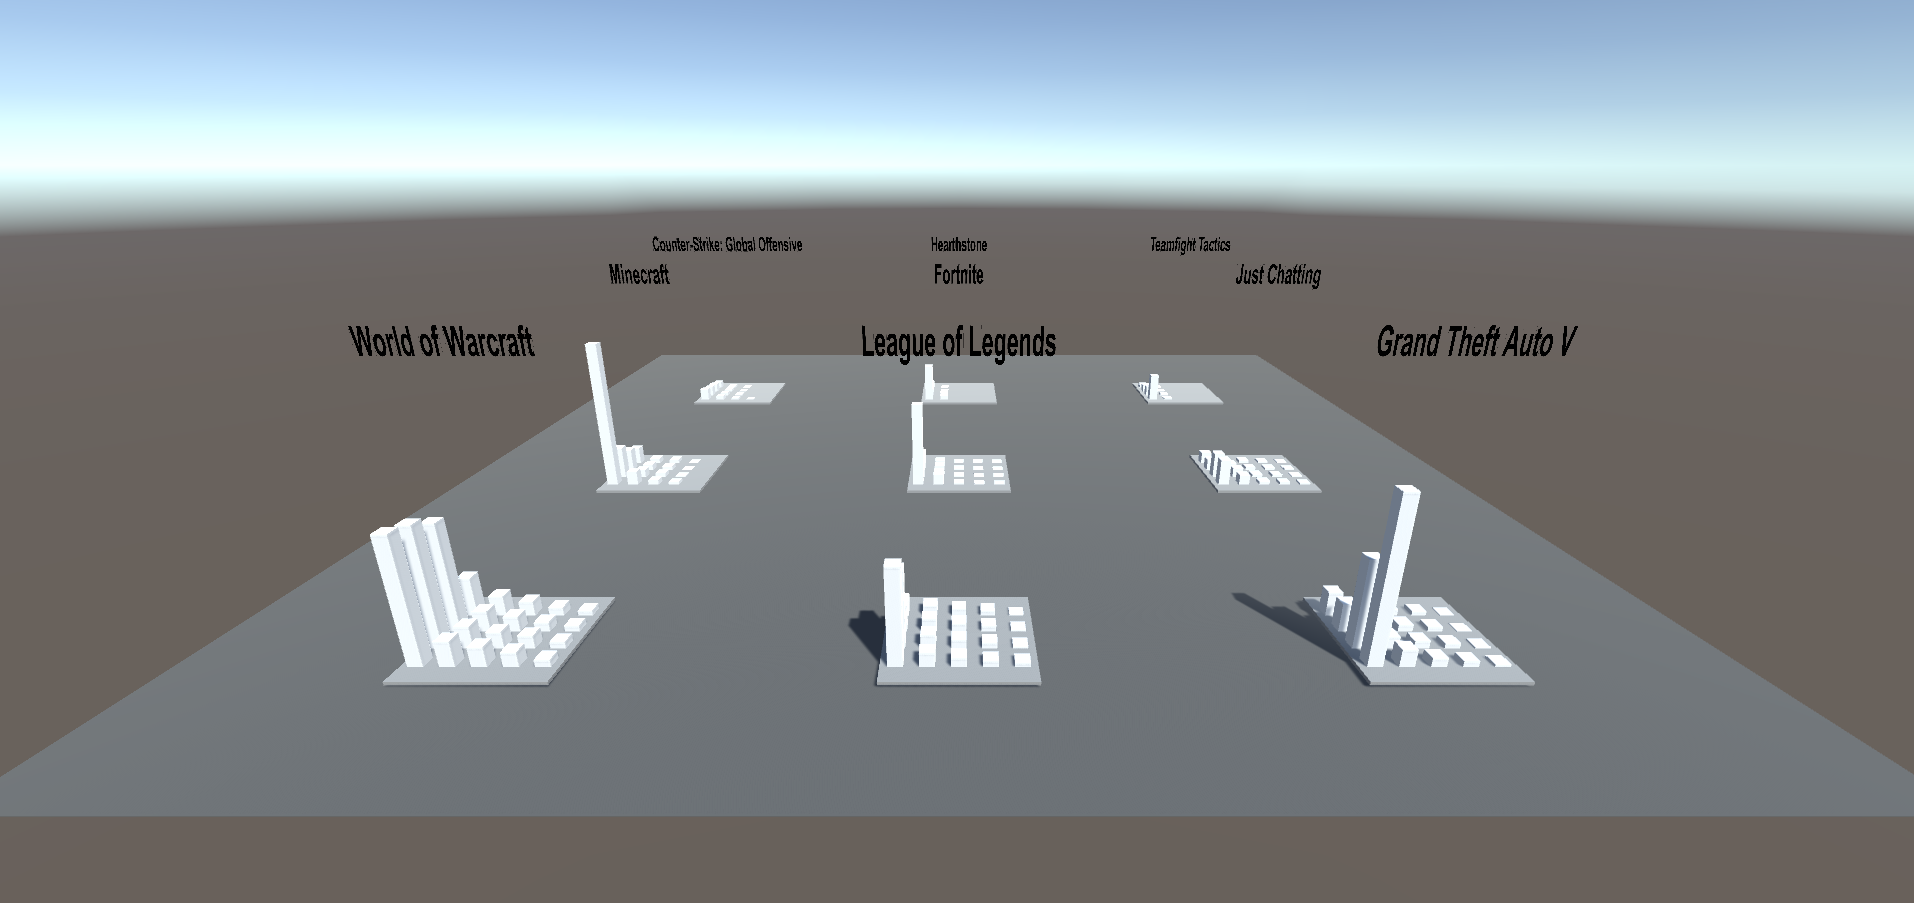 Counter-Strike: Global Offensive
Hearthstone
Teamfight Tactics
Minecraft
Fortnite
Just Chatting
World of Warcraft
League of Legends
Grand Theft Auto V